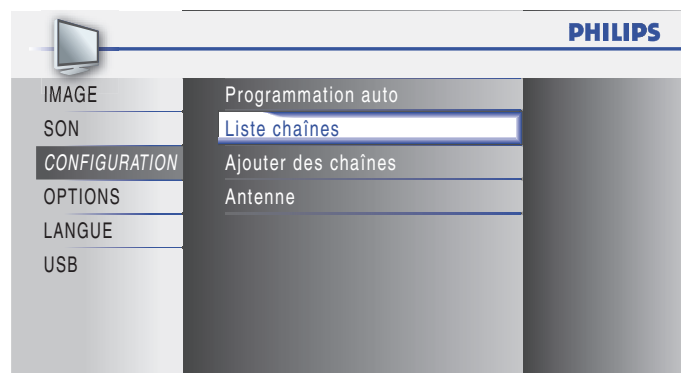 PHILIPS
IMAGE
SON
CONFIGURATION
OPTIONS
LANGUE
USB
Programmation auto
Liste chaînes
Ajouter des chaînes
Antenne